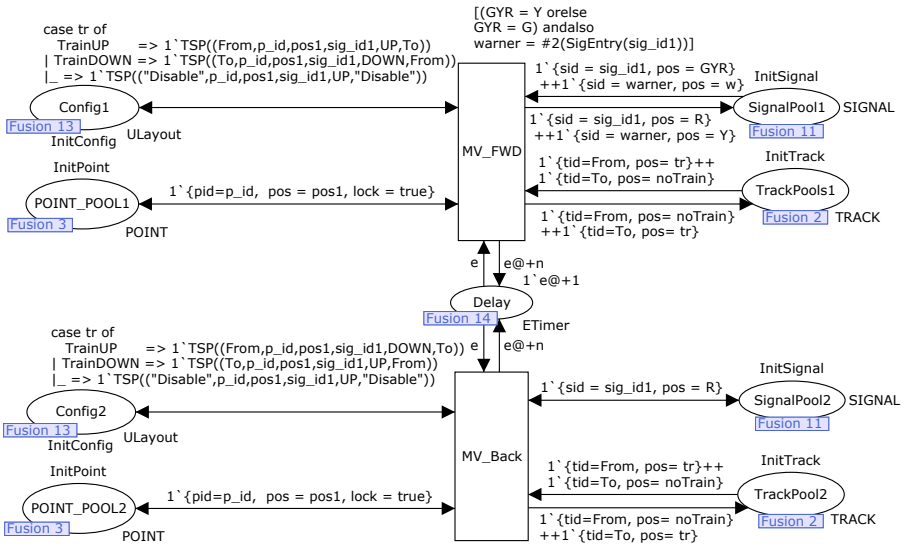 case tr of
TrainUP => 1`TSP((From,p_id,pos1,sig_id1,UP,To))
| TrainDOWN => 1`TSP((To,p_id,pos1,sig_id1,DOWN,From))
|_ => 1`TSP(("Disable",p_id,pos1,sig_id1,UP,"Disable"))
[(GYR = Y orelse
GYR = G) andalso
warner = #2(SigEntry(sig_id1))]
Config1
Fusion 13
InitConfig
ULayout
MV_FWD
1`{sid = sig_id1, pos = GYR}
++1`{sid = warner, pos = w}
InitSignal
SignalPool1
SIGNAL
Fusion 11
1`{sid = sig_id1, pos = R}
++1`{sid = warner, pos = Y}
InitPoint
POINT_POOL1
Fusion 3
POINT
1`{pid=p_id, pos = pos1, lock = true}
1`{tid=From, pos= tr}++
1`{tid=To, pos= noTrain}
InitTrack
TrackPools1
Fusion 2
TRACK
1`{tid=From, pos= noTrain}
++1`{tid=To, pos= tr}
e
e@+n
1`e@+1
Delay
Fusion 14
ETimer
e
e@+n
case tr of
TrainUP => 1`TSP((From,p_id,pos1,sig_id1,DOWN,To))
| TrainDOWN => 1`TSP((To,p_id,pos1,sig_id1,UP,From))
|_ => 1`TSP(("Disable",p_id,pos1,sig_id1,UP,"Disable"))
Config2
Fusion 13
InitConfig
ULayout
MV_Back
1`{sid = sig_id1, pos = R}
InitSignal
SignalPool2
SIGNAL
Fusion 11
InitPoint
POINT_POOL2
Fusion 3
POINT
1`{pid=p_id, pos = pos1, lock = true}
1`{tid=From, pos= tr}++
1`{tid=To, pos= noTrain}
InitTrack
TrackPool2
Fusion 2
TRACK
1`{tid=From, pos= noTrain}
++1`{tid=To, pos= tr}